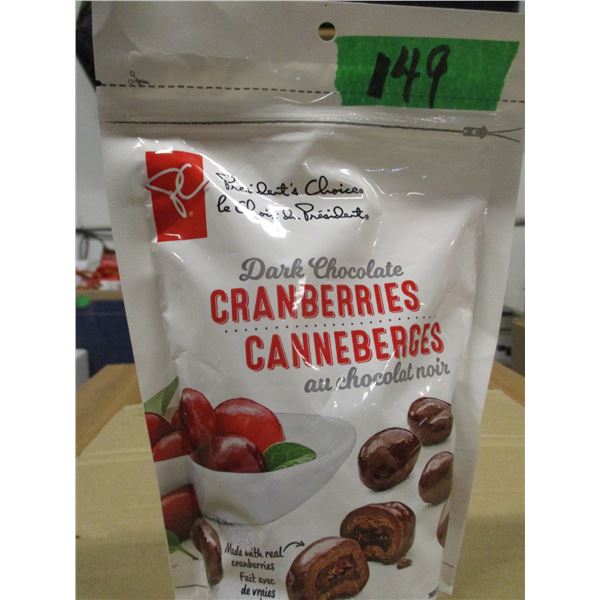 149
PC
President's Choice®
le Choix du Président®
Dark Chocolate
CRANBERRIES
CANNEBERGES
au chocolat noir
Made with real
cranberries
Fait avec
de vraies